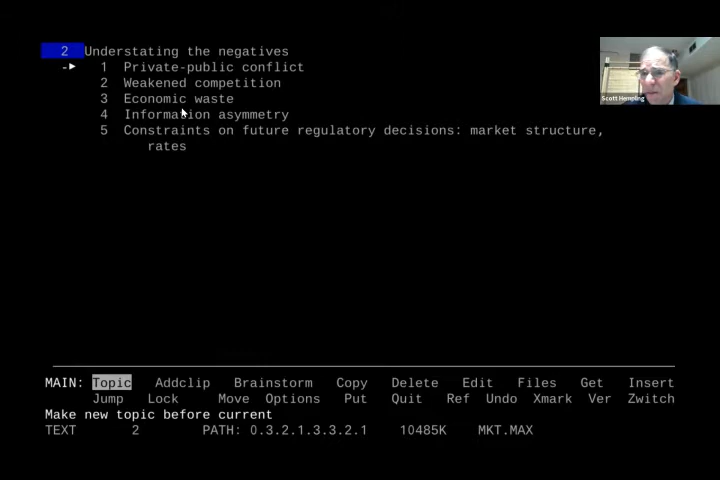 2 Understating the negatives
1 Private-public conflict
2 Weakened competition
3 Economic waste
4 Information asymmetry
5 Constraints on future regulatory decisions: market structure,
rates
Scott Hempling
MAIN: Topic Addclip Brainstorm Copy Delete Edit Files Get Insert
Jump Lock Move Options Put Quit Ref Undo Xmark Ver Zwitch
Make new topic before current
TEXT 2 PATH: 0.3.2.1.3.3.2.1 10485K MKT.MAX